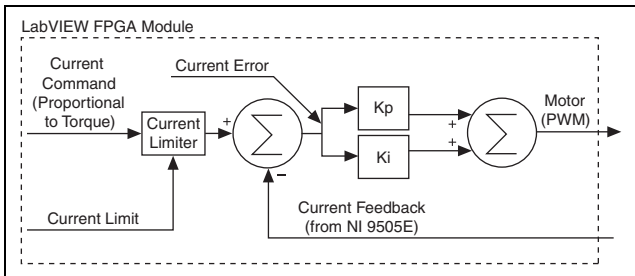 LabVIEW FPGA Module
Current
Command
(Proportional
to Torque)
Current Error
Current
Limiter
+
Σ
−
Kp
Ki
+
+
Σ
Motor
(PWM)
Current Limit
Current Feedback
(from NI 9505E)